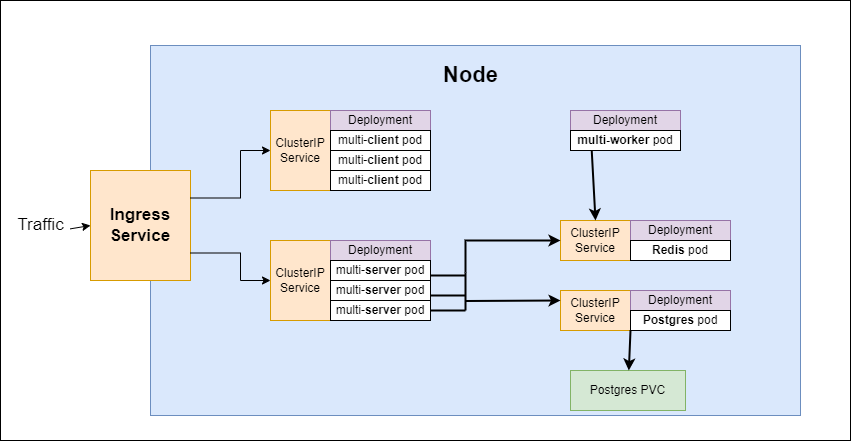 Node
Traffic
Ingress
Service
ClusterIP
Service
Deployment
multi-client pod
multi-client pod
multi-client pod
ClusterIP
Service
Deployment
multi-server pod
multi-server pod
multi-server pod
Deployment
multi-worker pod
ClusterIP
Service
Deployment
Redis pod
ClusterIP
Service
Deployment
Postgres pod
Postgres PVC